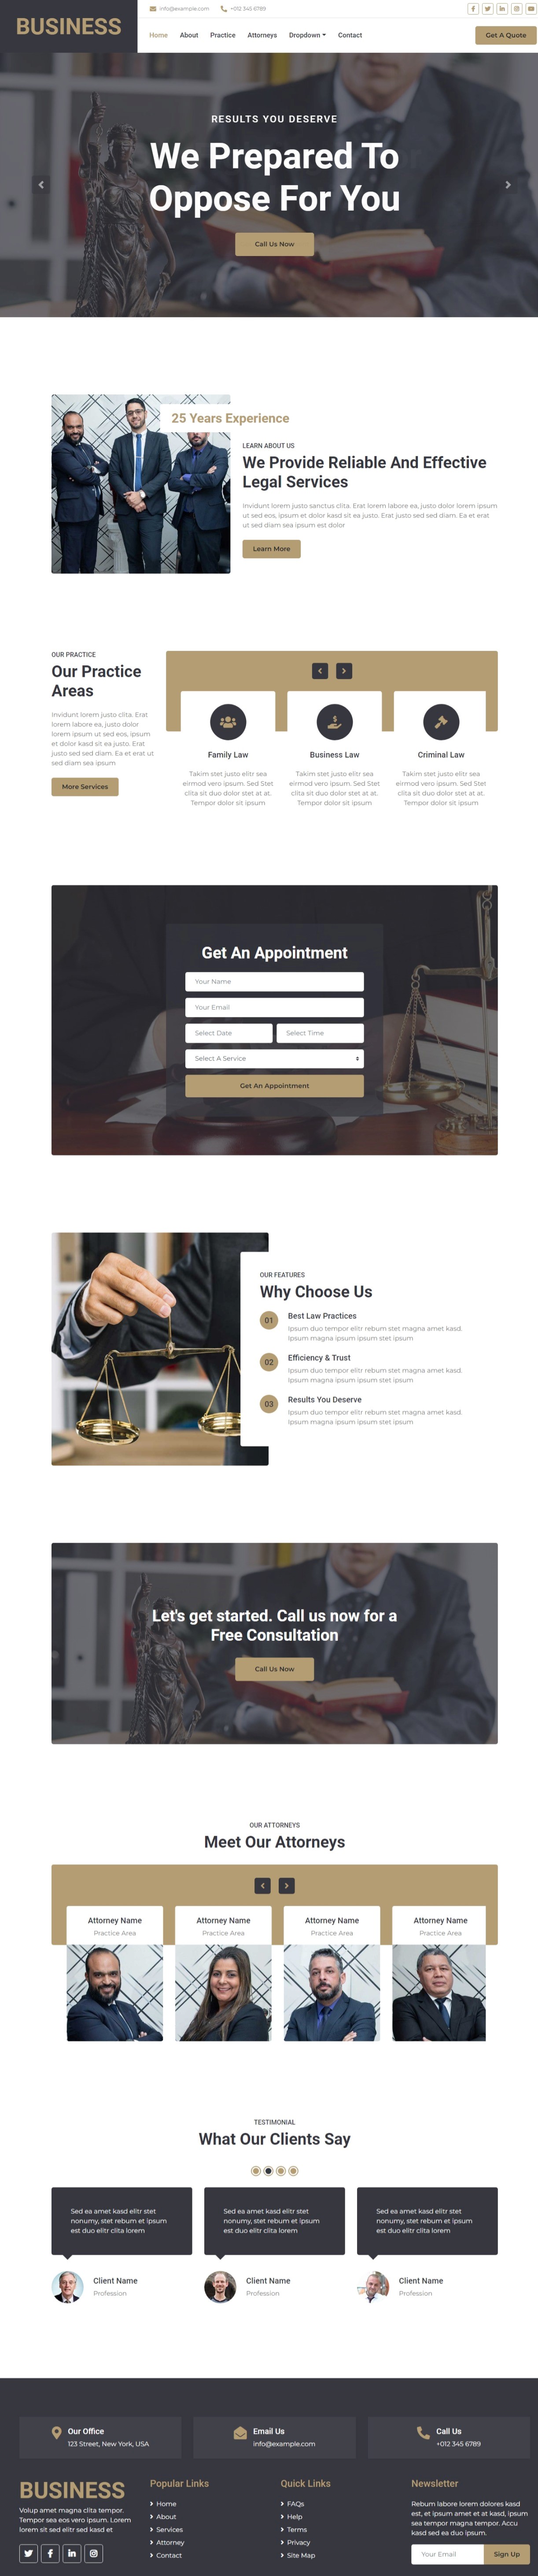 BUSINESS
info@example.com
+012 345 6789
Home
About
Practice
Attorneys
Dropdown
Contact
Get A Quote
RESULTS YOU DESERVE
We Prepared To
Oppose For You
Call Us Now
25 Years Experience
LEARN ABOUT US
We Provide Reliable And Effective
Legal Services
Invidunt lorem justo sanctus clita. Erat lorem labore ea, justo dolor lorem ipsum
ut sed eos, ipsum et dolor kasd sit ea justo. Erat justo sed sed diam. Ea et erat
ut sed diam sea ipsum est dolor
Learn More
OUR PRACTICE
Our Practice
Areas
Invidunt lorem justo clita. Erat
lorem labore ea, justo dolor
lorem ipsum ut sed eos, ipsum
et dolor kasd sit ea justo. Erat
justo sed sed diam. Ea et erat ut
sed diam sea ipsum
More Services
Family Law
Takim stet justo elitr sea
eirmod vero ipsum. Sed Stet
clita sit duo dolor stet at at.
Tempor dolor sit ipsum
Business Law
Takim stet justo elitr sea
eirmod vero ipsum. Sed Stet
clita sit duo dolor stet at at.
Tempor dolor sit ipsum
Criminal Law
Takim stet justo elitr sea
eirmod vero ipsum. Sed Stet
clita sit duo dolor stet at at.
Tempor dolor sit ipsum
Get An Appointment
Your Name
Your Email
Select Date
Select Time
Select A Service
Get An Appointment
OUR FEATURES
Why Choose Us
01
Best Law Practices
Ipsum duo tempor elitr rebum stet magna amet kasd.
Ipsum magna ipsum ipsum stet ipsum
02
Efficiency & Trust
Ipsum duo tempor elitr rebum stet magna amet kasd.
Ipsum magna ipsum ipsum stet ipsum
03
Results You Deserve
Ipsum duo tempor elitr rebum stet magna amet kasd.
Ipsum magna ipsum ipsum stet ipsum
Let's get started. Call us now for a
Free Consultation
Call Us Now
OUR ATTORNEYS
Meet Our Attorneys
Attorney Name
Practice Area
Attorney Name
Practice Area
Attorney Name
Practice Area
Attorney Name
Practice Area
TESTIMONIAL
What Our Clients Say
Sed ea amet kasd elitr stet
nonumy, stet rebum et ipsum
est duo elitr clita lorem
Client Name
Profession
Sed ea amet kasd elitr stet
nonumy, stet rebum et ipsum
est duo elitr clita lorem
Client Name
Profession
Sed ea amet kasd elitr stet
nonumy, stet rebum et ipsum
est duo elitr clita lorem
Client Name
Profession
Our Office
123 Street, New York, USA
Email Us
info@example.com
Call Us
+012 345 6789
BUSINESS
Volup amet magna clita tempor.
Tempor sea eos vero ipsum. Lorem
lorem sit sed elitr sed kasd et
Popular Links
Home
About
Services
Attorney
Contact
Quick Links
FAQs
Help
Terms
Privacy
Site Map
Newsletter
Rebum labore lorem dolores kasd
est, et ipsum amet et at kasd, ipsum
sea tempor magna tempor. Accu
kasd sed ea duo ipsum.
Your Email
Sign Up